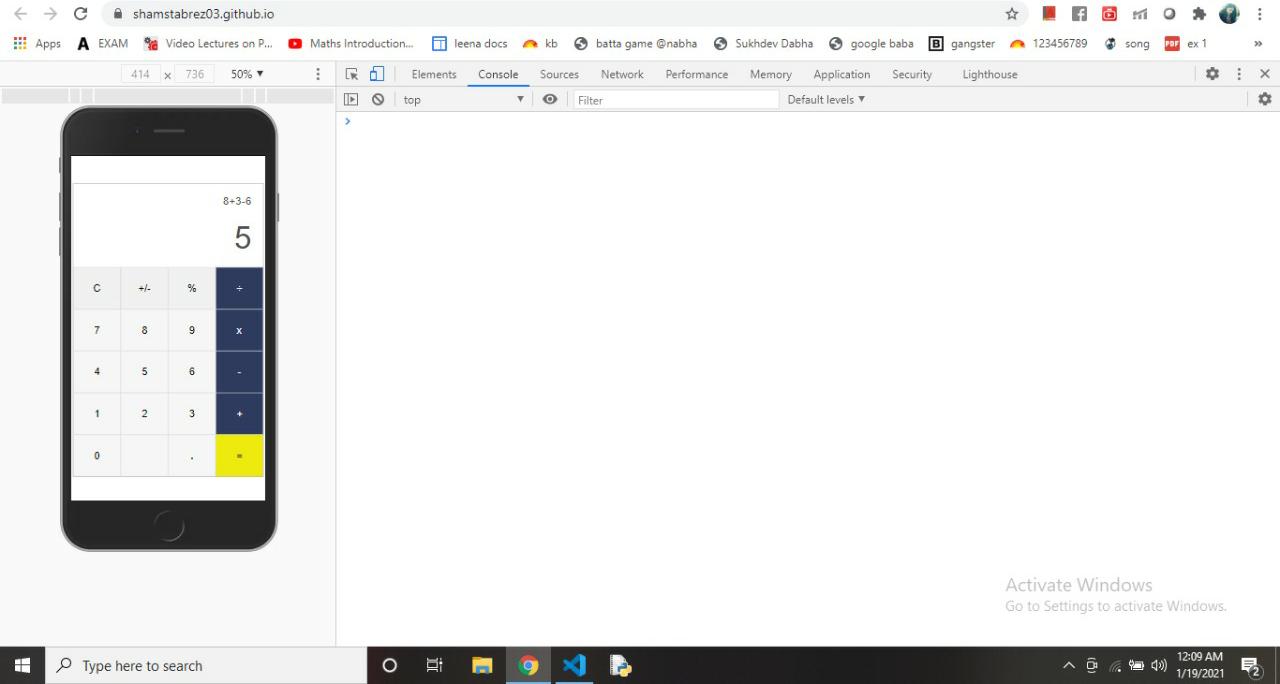 shamstabrez03.github.io
Apps EXAM Video Lectures on P... Maths Introduction... leena docs kb batta game @nabha Sukhdev Dabha google baba gangster 123456789 song ex 1 »
414 x 736 50% ▼
Elements Console Sources Network Performance Memory Application Security Lighthouse
top ▼ Filter Default levels ▼
8+3-6
5
C +/- % ÷
7 8 9 x
4 5 6 -
1 2 3 +
0 . =
Activate Windows
Go to Settings to activate Windows.
Type here to search
12:09 AM
1/19/2021
2